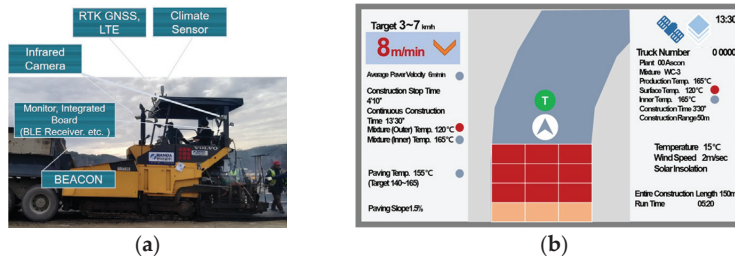 RTK GNSS,
LTE
Climate
Sensor
Infrared
Camera
Monitor, Integrated
Board
(BLE Receiver. etc. )
BEACON
VOLVO
(a)
Target 3~7 km/h
8m/min
Average Paver Velocity 6m/min
Construction Stop Time
4'10"
Continuous Construction
Time 13'30"
Mixture (Outer) Temp. 120℃
Mixture (Inner) Temp. 165℃
Paving Temp. 155℃
(Target 140~165)
Paving Slope1.5%
T
13:30
Truck Number 0 0000
Plant 00Ascon
Mixture WC-3
Production Temp. 165℃
Surface Temp. 120℃
Inner Temp. 165℃
Construction Time 3'30"
Construction Range 50m
Temperature 15℃
Wind Speed 2m/sec
Solar Insolation
Entire Construction Length 150m
Run Time 05:20
(b)